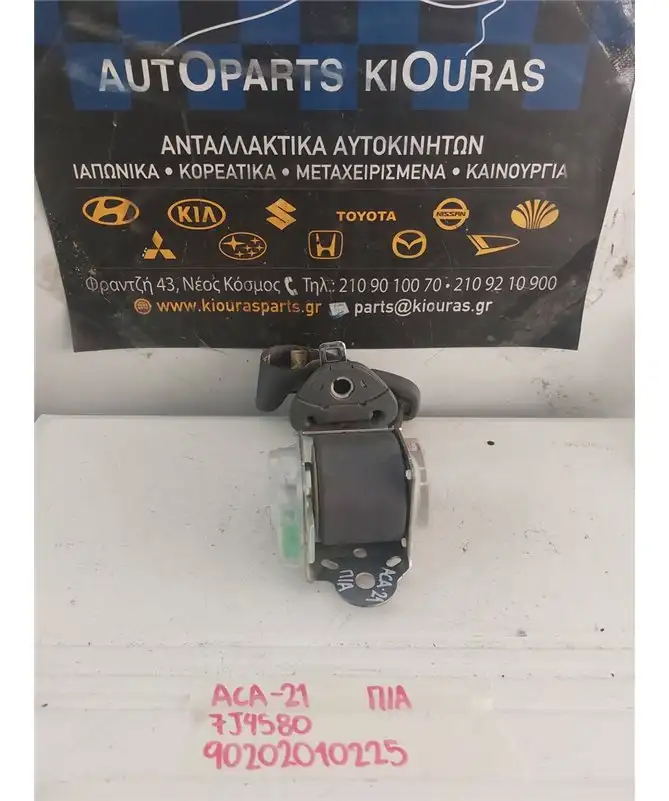 AUTOPARTS KIOURAS
ΑΝΤΑΛΛΑΚΤΙΚΑ ΑΥΤΟΚΙΝΗΤΩΝ
ΙΑΠΩΝΙΚΑ • ΚΟΡΕΑΤΙΚΑ • ΜΕΤΑΧΕΙΡΙΣΜΕΝΑ • ΚΑΙΝΟΥΡΓΙΑ
KIA TOYOTA NISSAN
Φραντζή 43, Νέος Κόσμος Τηλ.: 210 90 100 70 • 210 92 10 900
www.kiourasparts.gr parts@kiouras.gr
ΠΙΑ ACA-21
ACA-21 ΠΙΑ
7J4580
90202010225